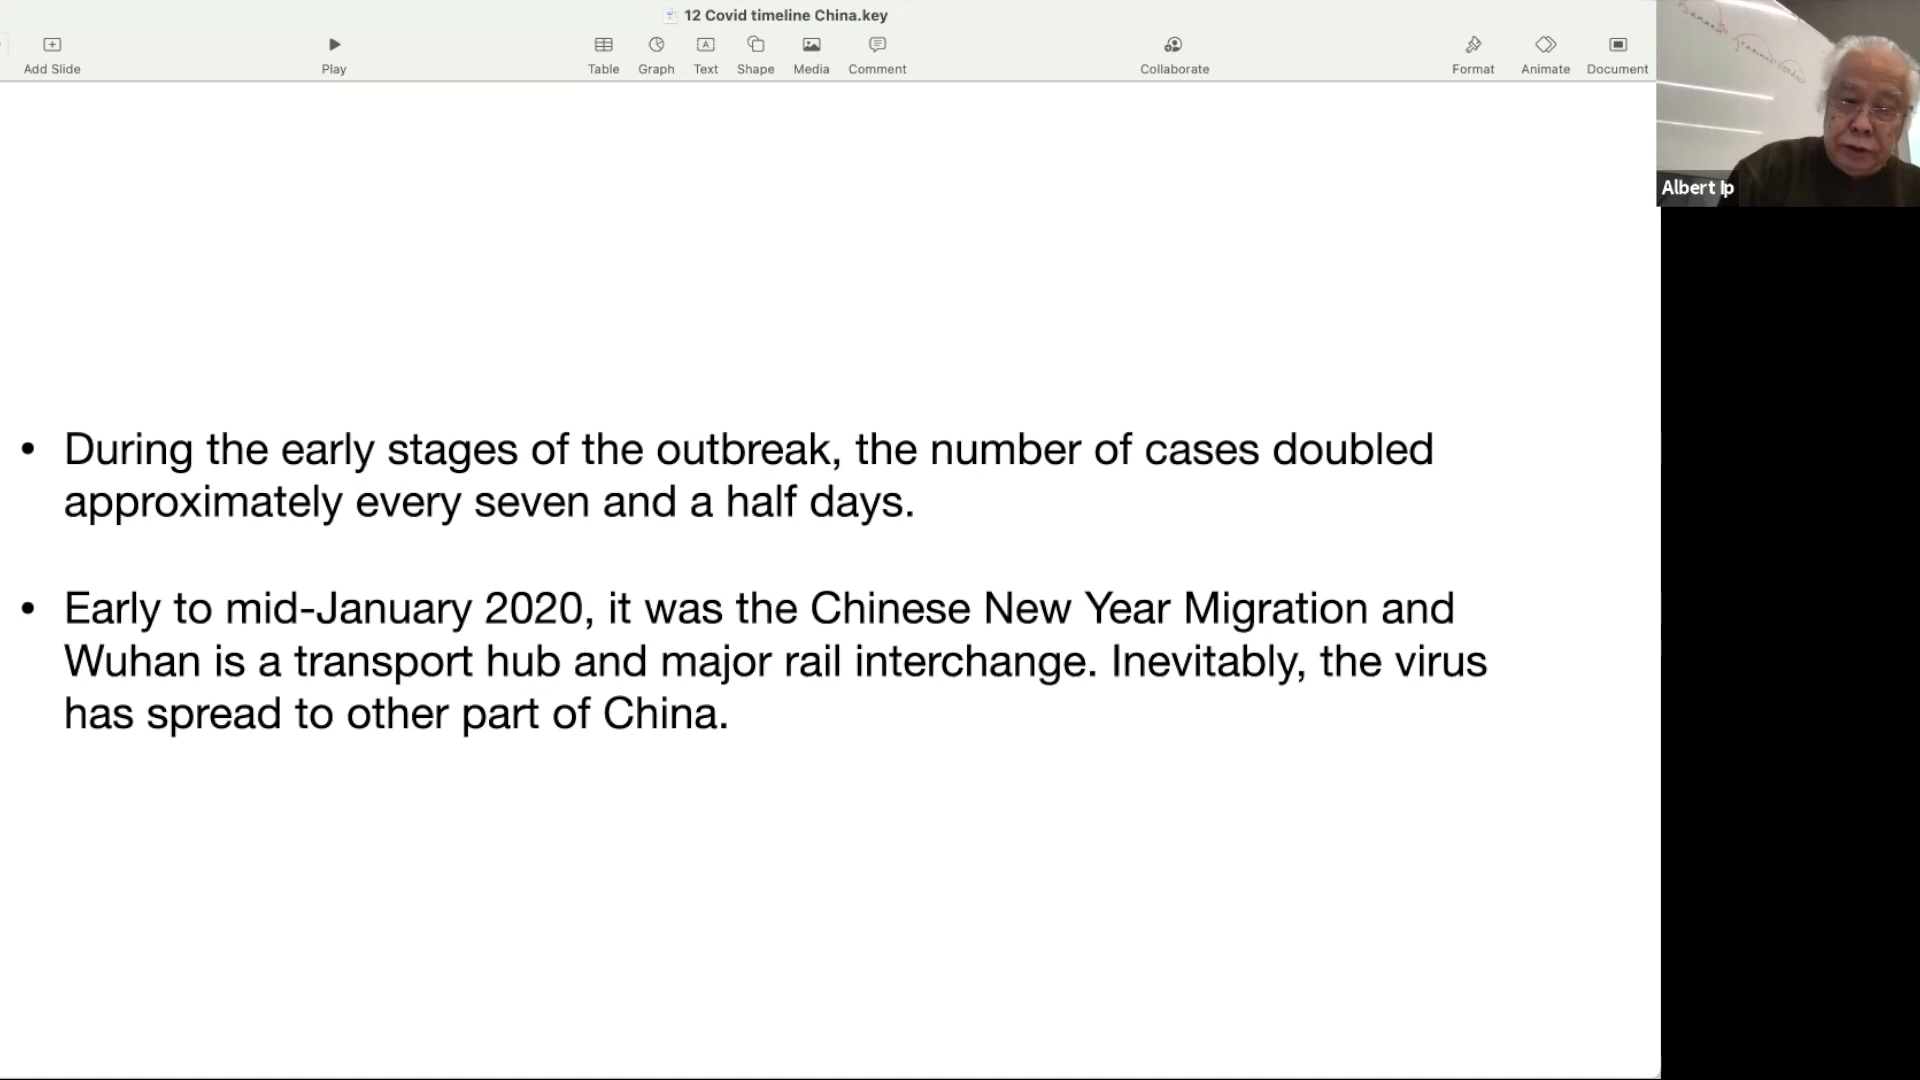 12 Covid timeline China.key
Add Slide
Play
Table
Graph
Text
Shape
Media
Comment
Collaborate
Format
Animate
Document
Albert Ip
• During the early stages of the outbreak, the number of cases doubled
approximately every seven and a half days.
• Early to mid-January 2020, it was the Chinese New Year Migration and
Wuhan is a transport hub and major rail interchange. Inevitably, the virus
has spread to other part of China.